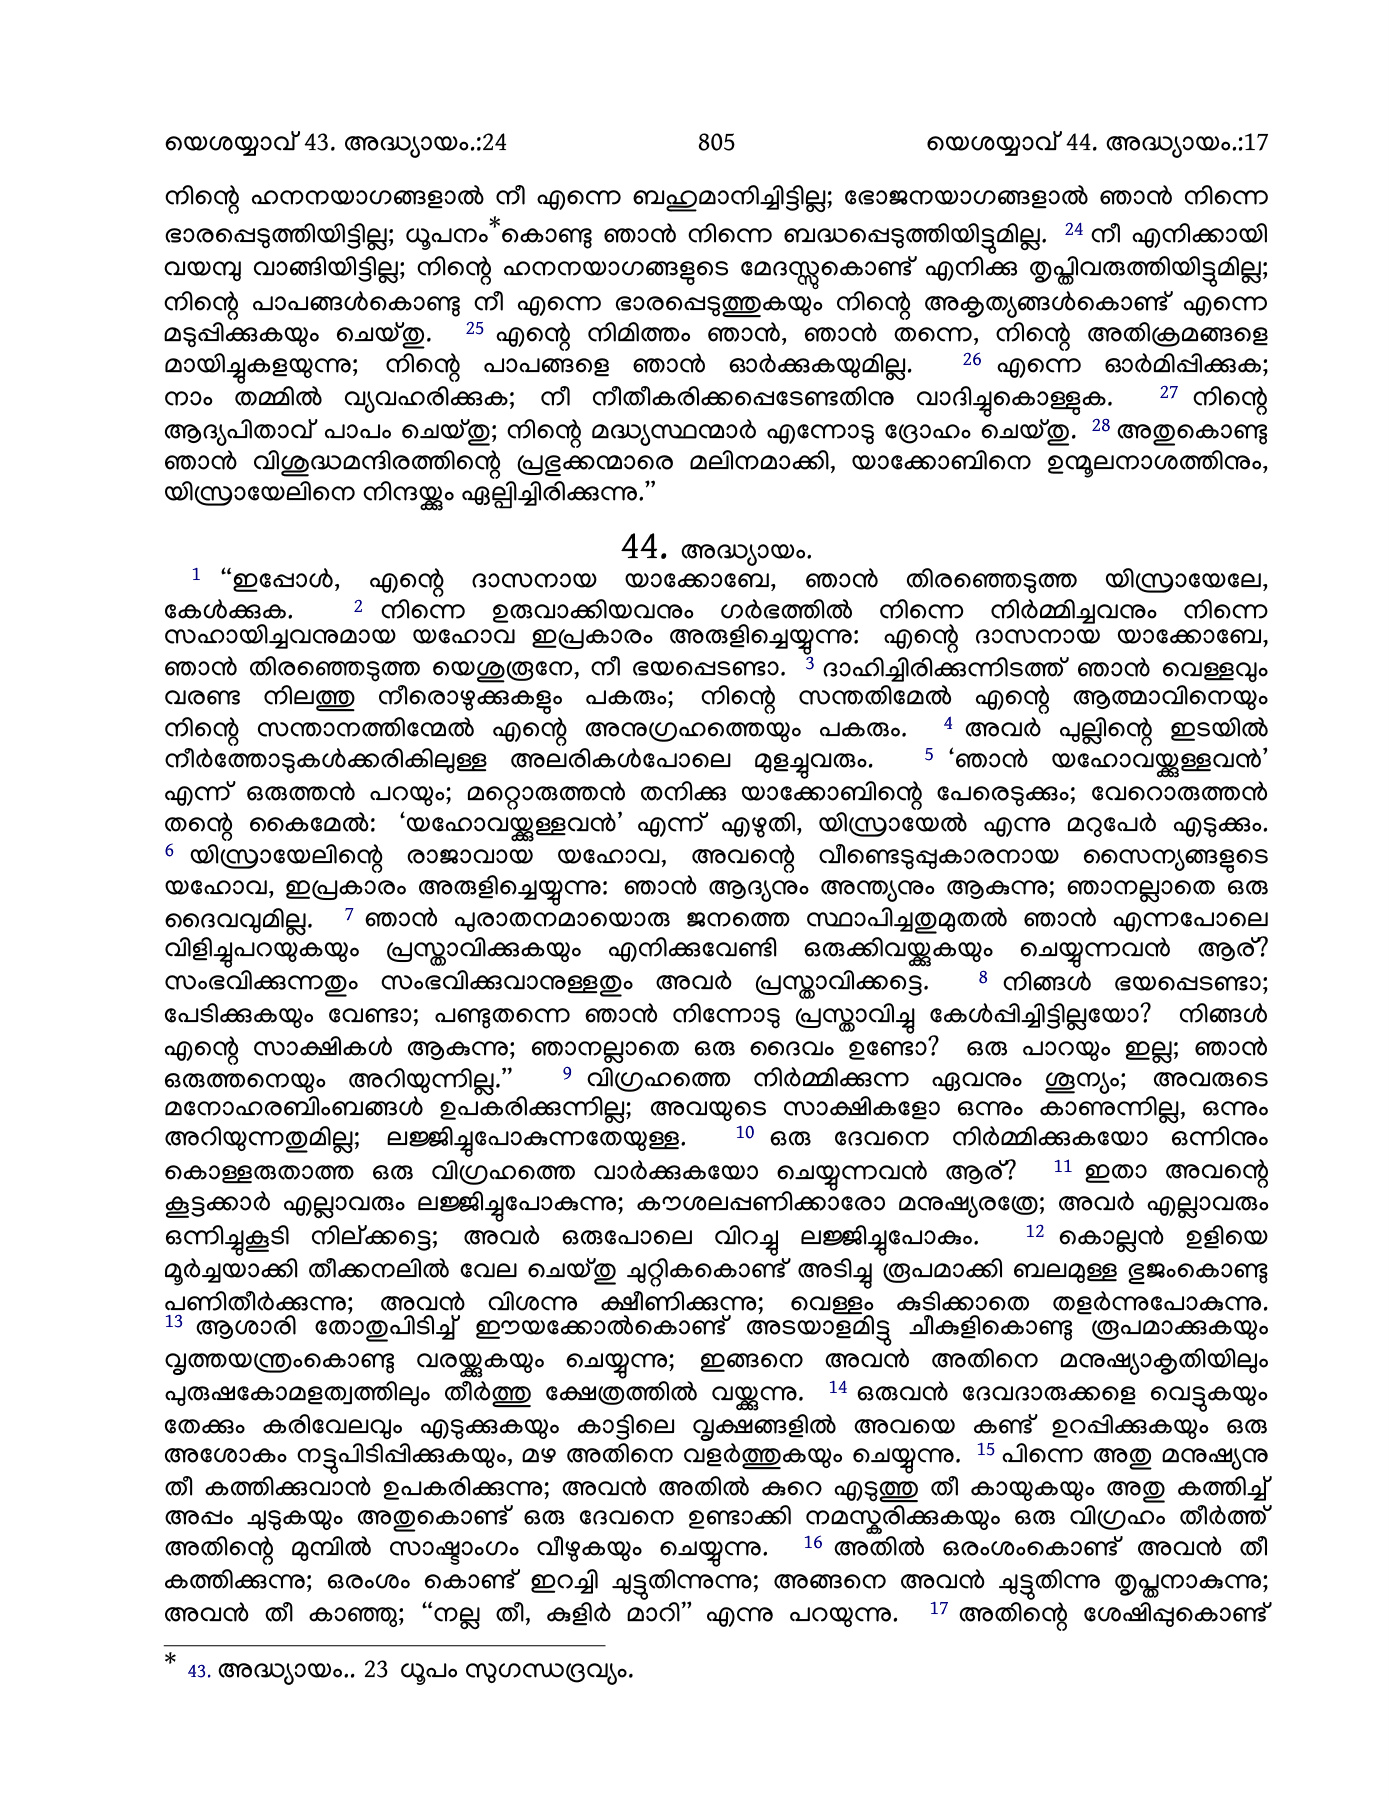 യെശയ്യാവ് 43. അദ്ധ്യായം.:24 805 യെശയ്യാവ് 44. അദ്ധ്യായം.:17
നിന്റെ ഹനനയാഗങ്ങളാൽ നീ എന്നെ ബഹുമാനിച്ചിട്ടില്ല; ഭോജനയാഗങ്ങളാൽ ഞാൻ നിന്നെ
ഭാരപ്പെടുത്തിയിട്ടില്ല; ധൂപനം*കൊണ്ടു ഞാൻ നിന്നെ ബദ്ധപ്പെടുത്തിയിട്ടുമില്ല. 24 നീ എനിക്കായി
വയമ്പു വാങ്ങിയിട്ടില്ല; നിന്റെ ഹനനയാഗങ്ങളുടെ മേദസ്സുകൊണ്ട് എനിക്കു തൃപ്തിവരുത്തിയിട്ടുമില്ല;
നിന്റെ പാപങ്ങൾകൊണ്ടു നീ എന്നെ ഭാരപ്പെടുത്തുകയും നിന്റെ അകൃത്യങ്ങൾകൊണ്ട് എന്നെ
മടുപ്പിക്കുകയും ചെയ്തു. 25 എന്റെ നിമിത്തം ഞാൻ, ഞാൻ തന്നെ, നിന്റെ അതിക്രമങ്ങളെ
മായിച്ചുകളയുന്നു; നിന്റെ പാപങ്ങളെ ഞാൻ ഓർക്കുകയുമില്ല. 26 എന്നെ ഓർമിപ്പിക്കുക;
നാം തമ്മിൽ വ്യവഹരിക്കുക; നീ നീതീകരിക്കപ്പെടേണ്ടതിനു വാദിച്ചുകൊള്ളുക. 27 നിന്റെ
ആദ്യപിതാവ് പാപം ചെയ്തു; നിന്റെ മദ്ധ്യസ്ഥന്മാർ എന്നോടു ദ്രോഹം ചെയ്തു. 28 അതുകൊണ്ടു
ഞാൻ വിശുദ്ധമന്ദിരത്തിന്റെ പ്രഭുക്കന്മാരെ മലിനമാക്കി, യാക്കോബിനെ ഉന്മൂലനാശത്തിനും,
യിസ്രായേലിനെ നിന്ദയ്ക്കും ഏല്പിച്ചിരിക്കുന്നു.”
44. അദ്ധ്യായം.
1 “ഇപ്പോൾ, എന്റെ ദാസനായ യാക്കോബേ, ഞാൻ തിരഞ്ഞെടുത്ത യിസ്രായേലേ,
കേൾക്കുക. 2 നിന്നെ ഉരുവാക്കിയവനും ഗർഭത്തിൽ നിന്നെ നിർമ്മിച്ചവനും നിന്നെ
സഹായിച്ചവനുമായ യഹോവ ഇപ്രകാരം അരുളിച്ചെയ്യുന്നു: എന്റെ ദാസനായ യാക്കോബേ,
ഞാൻ തിരഞ്ഞെടുത്ത യെശുരൂനേ, നീ ഭയപ്പെടണ്ടാ. 3 ദാഹിച്ചിരിക്കുന്നിടത്ത് ഞാൻ വെള്ളവും
വരണ്ട നിലത്തു നീരൊഴുക്കുകളും പകരും; നിന്റെ സന്തതിമേൽ എന്റെ ആത്മാവിനെയും
നിന്റെ സന്താനത്തിന്മേൽ എന്റെ അനുഗ്രഹത്തെയും പകരും. 4 അവർ പുല്ലിന്റെ ഇടയിൽ
നീർത്തോടുകൾക്കരികിലുള്ള അലരികൾപോലെ മുളച്ചുവരും. 5 ‘ഞാൻ യഹോവയ്ക്കുള്ളവൻ’
എന്ന് ഒരുത്തൻ പറയും; മറ്റൊരുത്തൻ തനിക്കു യാക്കോബിന്റെ പേരെടുക്കും; വേറൊരുത്തൻ
തന്റെ കൈമേൽ: ‘യഹോവയ്ക്കുള്ളവൻ’ എന്ന് എഴുതി, യിസ്രായേൽ എന്നു മറുപേർ എടുക്കും.
6 യിസ്രായേലിന്റെ രാജാവായ യഹോവ, അവന്റെ വീണ്ടെടുപ്പുകാരനായ സൈന്യങ്ങളുടെ
യഹോവ, ഇപ്രകാരം അരുളിച്ചെയ്യുന്നു: ഞാൻ ആദ്യനും അന്ത്യനും ആകുന്നു; ഞാനല്ലാതെ ഒരു
ദൈവവുമില്ല. 7 ഞാൻ പുരാതനമായൊരു ജനത്തെ സ്ഥാപിച്ചതുമുതൽ ഞാൻ എന്നപോലെ
വിളിച്ചുപറയുകയും പ്രസ്താവിക്കുകയും എനിക്കുവേണ്ടി ഒരുക്കിവയ്ക്കുകയും ചെയ്യുന്നവൻ ആര്?
സംഭവിക്കുന്നതും സംഭവിക്കുവാനുള്ളതും അവർ പ്രസ്താവിക്കട്ടെ. 8 നിങ്ങൾ ഭയപ്പെടണ്ടാ;
പേടിക്കുകയും വേണ്ടാ; പണ്ടുതന്നെ ഞാൻ നിന്നോടു പ്രസ്താവിച്ചു കേൾപ്പിച്ചിട്ടില്ലയോ? നിങ്ങൾ
എന്റെ സാക്ഷികൾ ആകുന്നു; ഞാനല്ലാതെ ഒരു ദൈവം ഉണ്ടോ? ഒരു പാറയും ഇല്ല; ഞാൻ
ഒരുത്തനെയും അറിയുന്നില്ല.” 9 വിഗ്രഹത്തെ നിർമ്മിക്കുന്ന ഏവനും ശൂന്യം; അവരുടെ
മനോഹരബിംബങ്ങൾ ഉപകരിക്കുന്നില്ല; അവയുടെ സാക്ഷികളോ ഒന്നും കാണുന്നില്ല, ഒന്നും
അറിയുന്നതുമില്ല; ലജ്ജിച്ചുപോകുന്നതേയുള്ള. 10 ഒരു ദേവനെ നിർമ്മിക്കുകയോ ഒന്നിനും
കൊള്ളരുതാത്ത ഒരു വിഗ്രഹത്തെ വാർക്കുകയോ ചെയ്യുന്നവൻ ആര്? 11 ഇതാ അവന്റെ
കൂട്ടക്കാർ എല്ലാവരും ലജ്ജിച്ചുപോകുന്നു; കൗശലപ്പണിക്കാരോ മനുഷ്യരത്രേ; അവർ എല്ലാവരും
ഒന്നിച്ചുകൂടി നില്ക്കട്ടെ; അവർ ഒരുപോലെ വിറച്ചു ലജ്ജിച്ചുപോകും. 12 കൊല്ലൻ ഉളിയെ
മൂർച്ചയാക്കി തീക്കനലിൽ വേല ചെയ്തു ചുറ്റികകൊണ്ട് അടിച്ചു രൂപമാക്കി ബലമുള്ള ഭുജംകൊണ്ടു
പണിതീർക്കുന്നു; അവൻ വിശന്നു ക്ഷീണിക്കുന്നു; വെള്ളം കുടിക്കാതെ തളർന്നുപോകുന്നു.
13 ആശാരി തോതുപിടിച്ച് ഈയക്കോൽകൊണ്ട് അടയാളമിട്ടു ചീകുളികൊണ്ടു രൂപമാക്കുകയും
വൃത്തയന്ത്രംകൊണ്ടു വരയ്ക്കുകയും ചെയ്യുന്നു; ഇങ്ങനെ അവൻ അതിനെ മനുഷ്യാകൃതിയിലും
പുരുഷകോമളത്വത്തിലും തീർത്തു ക്ഷേത്രത്തിൽ വയ്ക്കുന്നു. 14 ഒരുവൻ ദേവദാരുക്കളെ വെട്ടുകയും
തേക്കും കരിവേലവും എടുക്കുകയും കാട്ടിലെ വൃക്ഷങ്ങളിൽ അവയെ കണ്ട് ഉറപ്പിക്കുകയും ഒരു
അശോകം നട്ടുപിടിപ്പിക്കുകയും, മഴ അതിനെ വളർത്തുകയും ചെയ്യുന്നു. 15 പിന്നെ അതു മനുഷ്യനു
തീ കത്തിക്കുവാൻ ഉപകരിക്കുന്നു; അവൻ അതിൽ കുറെ എടുത്തു തീ കായുകയും അതു കത്തിച്ച്
അപ്പം ചുടുകയും അതുകൊണ്ട് ഒരു ദേവനെ ഉണ്ടാക്കി നമസ്കരിക്കുകയും ഒരു വിഗ്രഹം തീർത്ത്
അതിന്റെ മുമ്പിൽ സാഷ്ടാംഗം വീഴുകയും ചെയ്യുന്നു. 16 അതിൽ ഒരംശംകൊണ്ട് അവൻ തീ
കത്തിക്കുന്നു; ഒരംശം കൊണ്ട് ഇറച്ചി ചുട്ടുതിന്നുന്നു; അങ്ങനെ അവൻ ചുട്ടുതിന്നു തൃപ്തനാകുന്നു;
അവൻ തീ കാഞ്ഞു; “നല്ല തീ, കുളിർ മാറി” എന്നു പറയുന്നു. 17 അതിന്റെ ശേഷിപ്പുകൊണ്ട്
* 43. അദ്ധ്യായം.. 23 ധൂപം സുഗന്ധദ്രവ്യം.